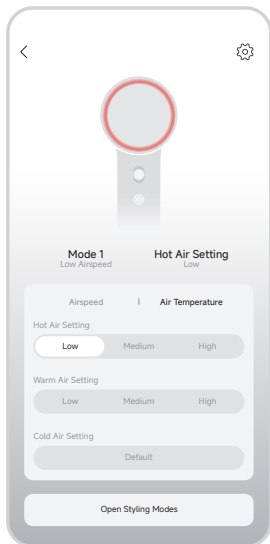 Mode 1 Hot Air Setting
Low Airspeed Low
Airspeed | Air Temperature
Hot Air Setting
Low Medium High
Warm Air Setting
Low Medium High
Cold Air Setting
Default
Open Styling Modes